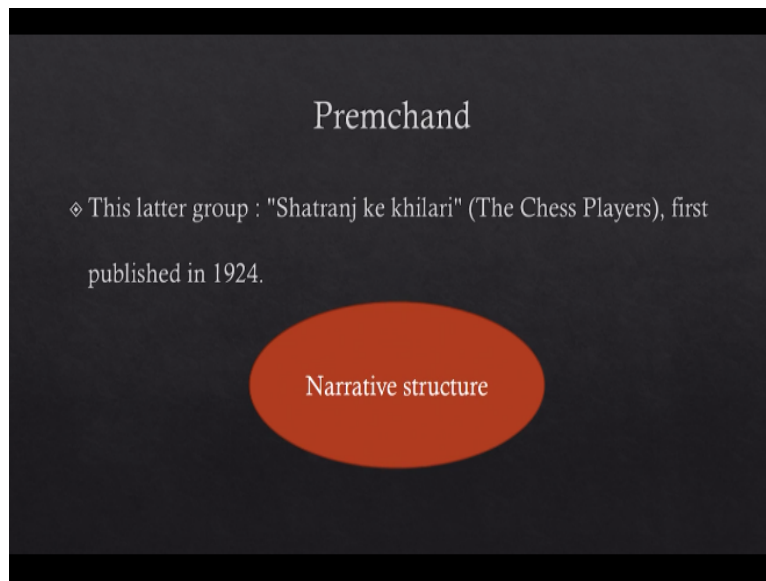 Premchand
This latter group : "Shatranj ke khilari" (The Chess Players), first
published in 1924.
Narrative structure